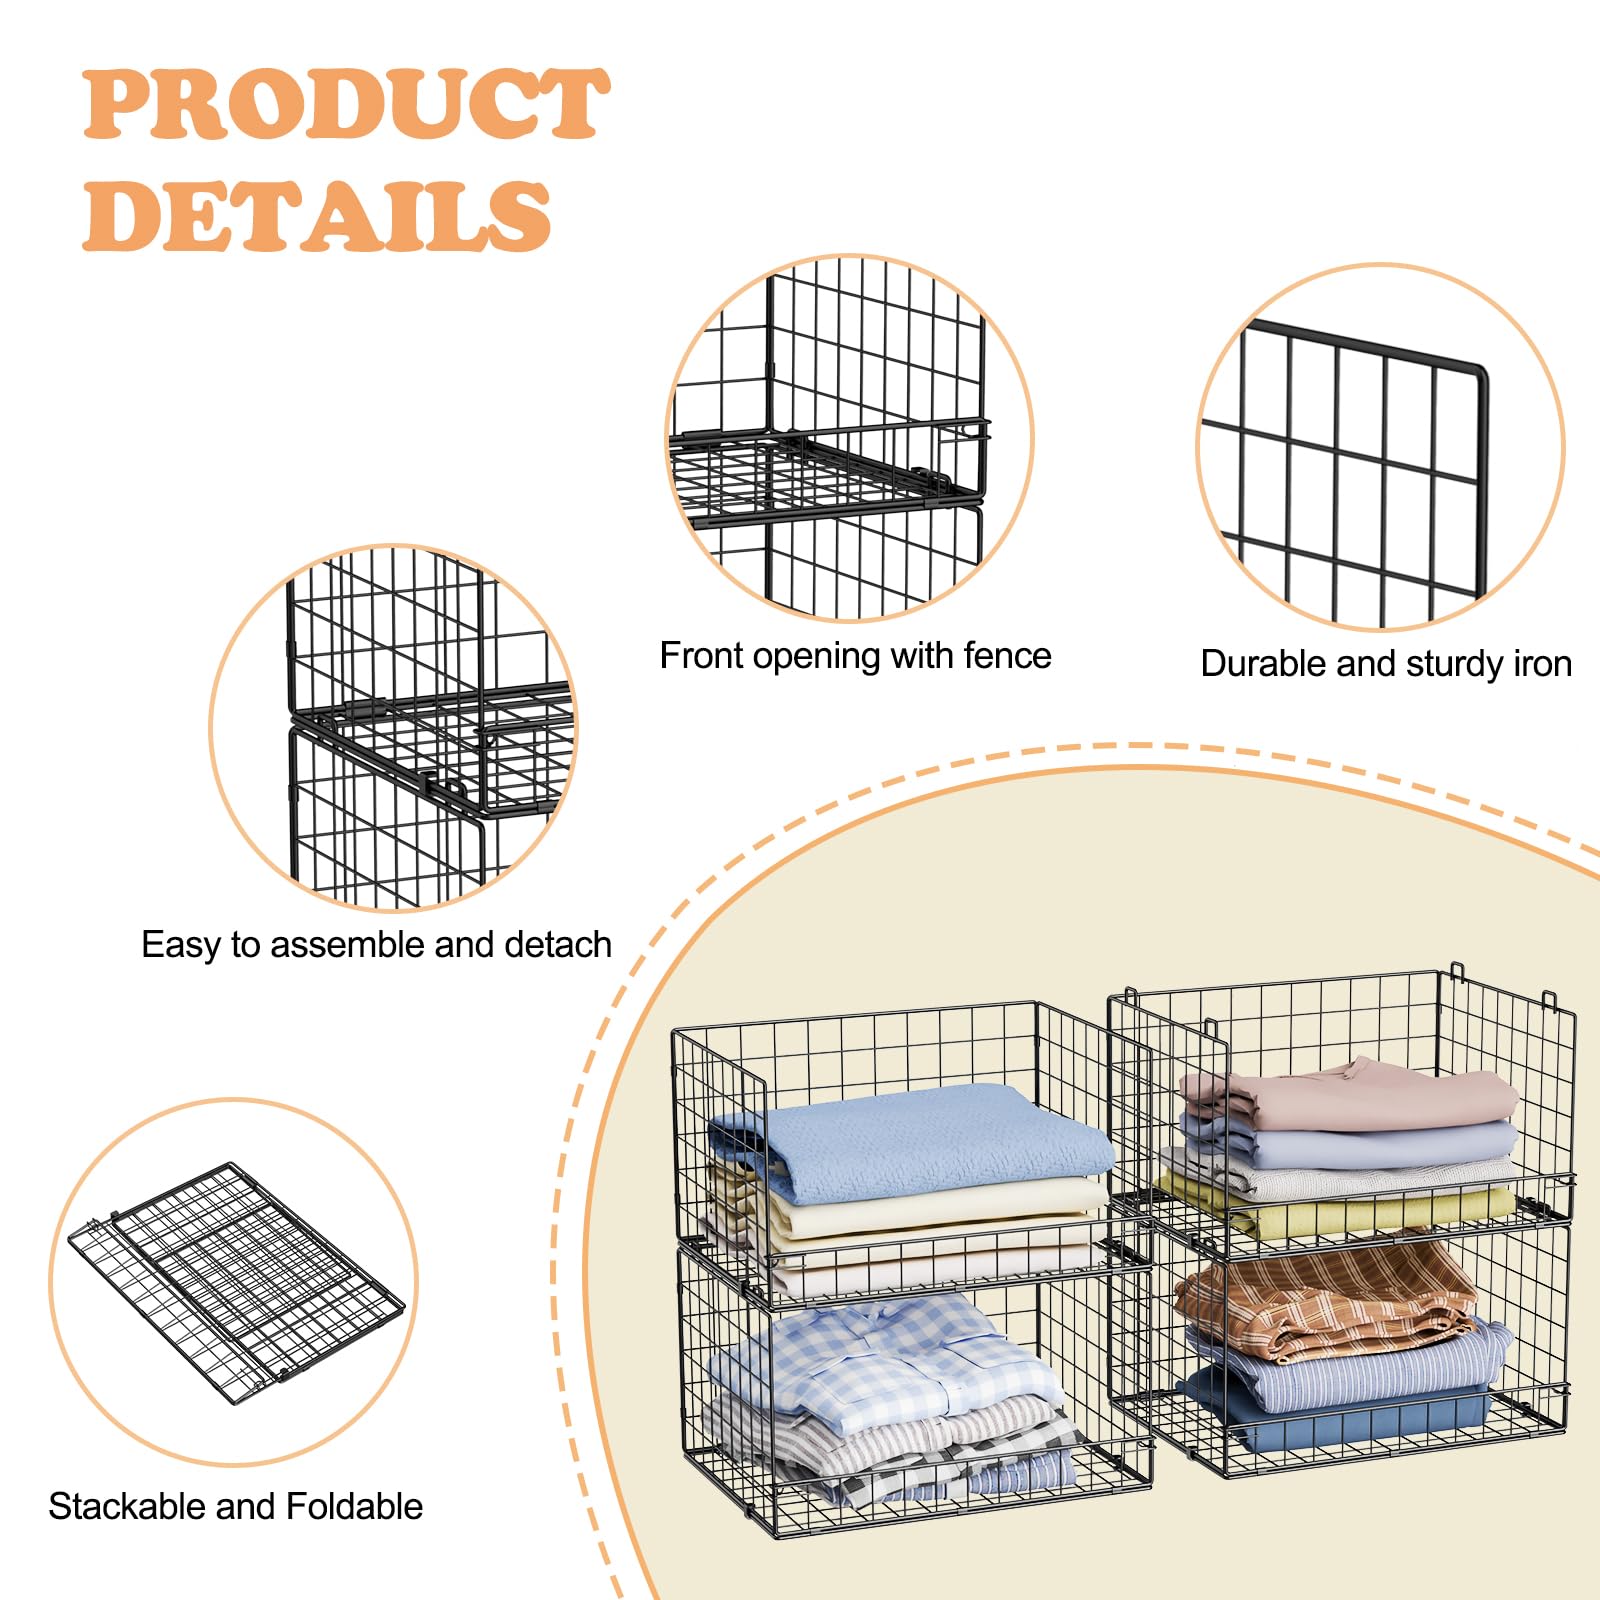 PRODUCT
DETAILS
Front opening with fence
Durable and sturdy iron
Easy to assemble and detach
Stackable and Foldable